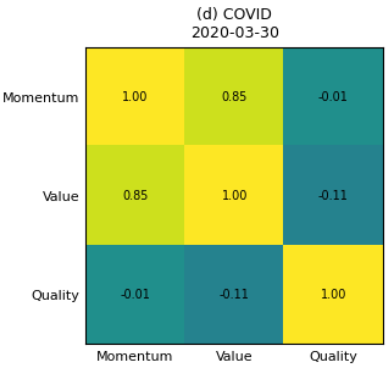 (d) COVID
2020-03-30
Momentum 1.00 0.85 -0.01
Value 0.85 1.00 -0.11
Quality -0.01 -0.11 1.00
Momentum Value Quality